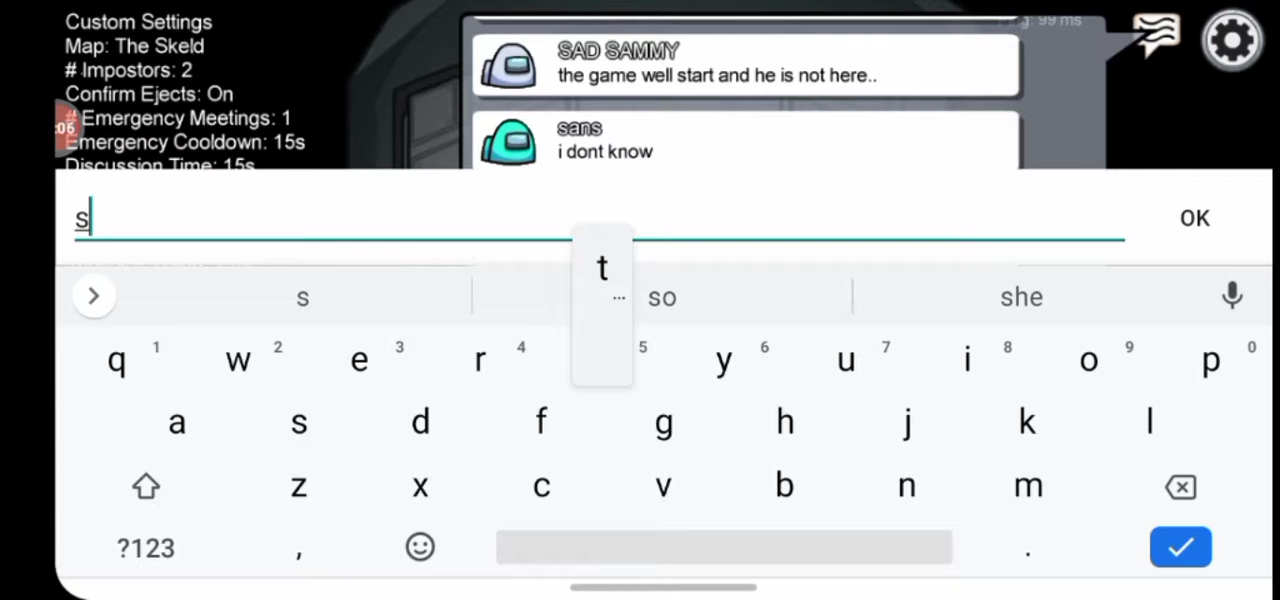 Custom Settings
Map: The Skeld
# Impostors: 2
Confirm Ejects: On
# Emergency Meetings: 1
Emergency Cooldown: 15s
Discussion Time: 15s
:06
99 ms
SAD SAMMY
the game well start and he is not here..
sans
i dont know
s
OK
t
...
s
so
she
q 1 w 2 e 3 r 4 5 y 6 u 7 i 8 o 9 p 0
a s d f g h j k l
z x c v b n m
?123 , .